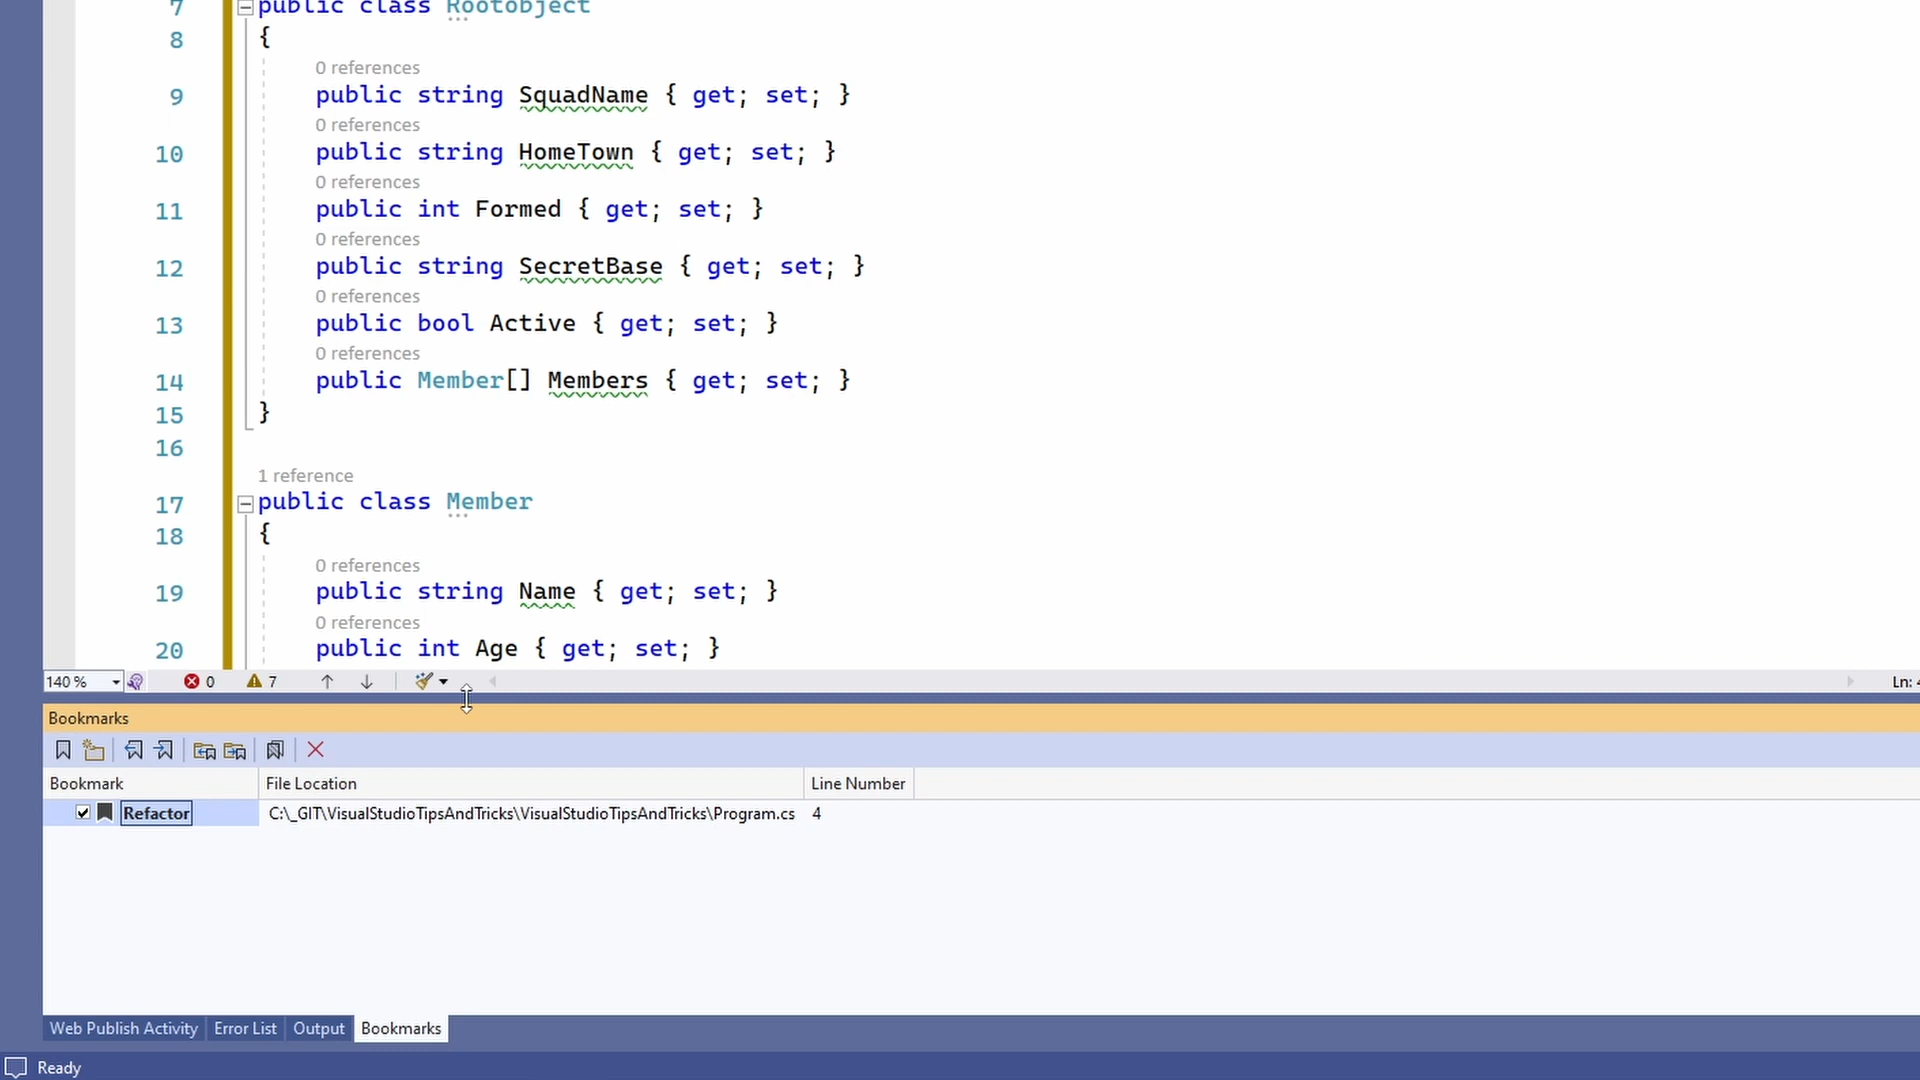 7 public class Rootobject
8 {
0 references
9 public string SquadName { get; set; }
0 references
10 public string HomeTown { get; set; }
0 references
11 public int Formed { get; set; }
0 references
12 public string SecretBase { get; set; }
0 references
13 public bool Active { get; set; }
0 references
14 public Member[] Members { get; set; }
15 }
16
1 reference
17 public class Member
18 {
0 references
19 public string Name { get; set; }
0 references
20 public int Age { get; set; }
140 % 0 7 Ln:
Bookmarks
Bookmark File Location Line Number
Refactor C:\_GIT\VisualStudioTipsAndTricks\VisualStudioTipsAndTricks\Program.cs 4
Web Publish Activity Error List Output Bookmarks
Ready